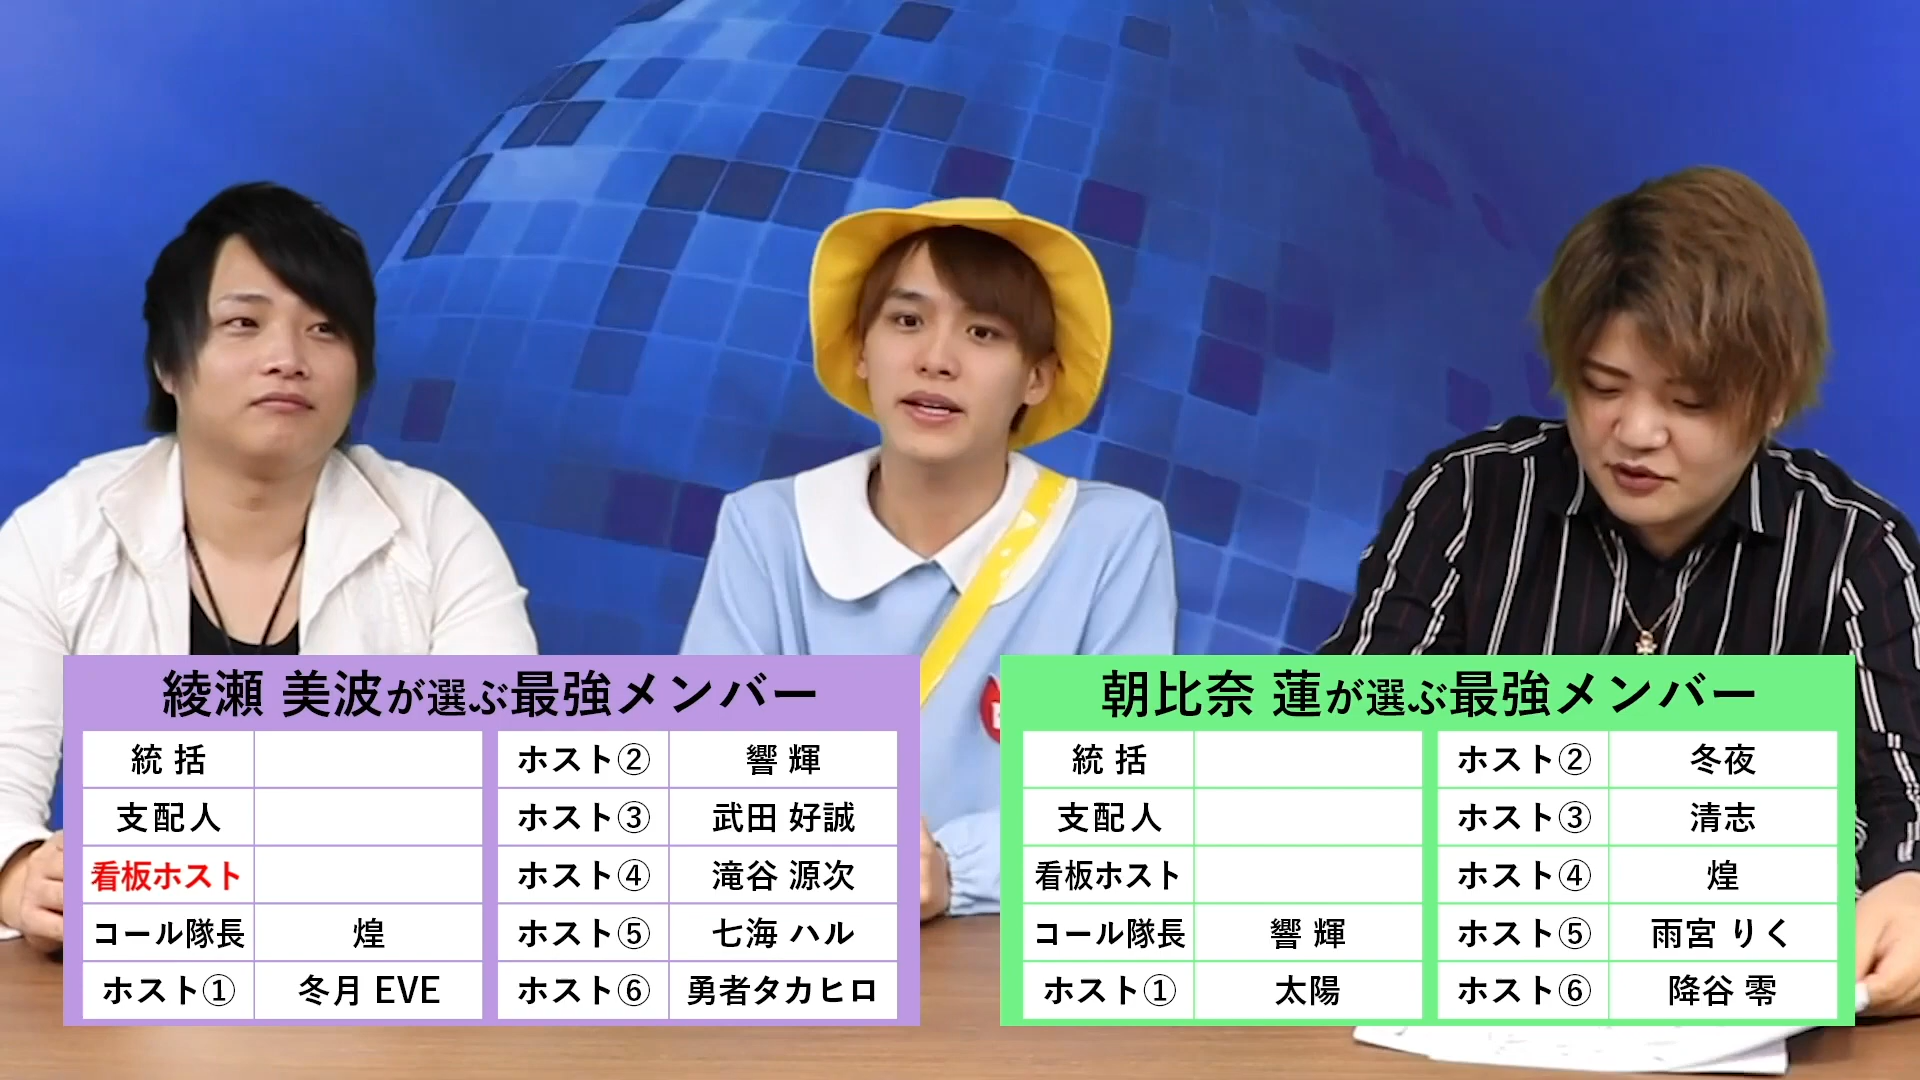 綾瀬 美波が選ぶ最強メンバー
統 括
支配人
看板ホスト
コール隊長 煌
ホスト① 冬月 EVE
ホスト② 響 輝
ホスト③ 武田 好誠
ホスト④ 滝谷 源次
ホスト⑤ 七海 ハル
ホスト⑥ 勇者タカヒロ
朝比奈 蓮が選ぶ最強メンバー
統 括
支配人
看板ホスト
コール隊長 響 輝
ホスト① 太陽
ホスト② 冬夜
ホスト③ 清志
ホスト④ 煌
ホスト⑤ 雨宮 りく
ホスト⑥ 降谷 零